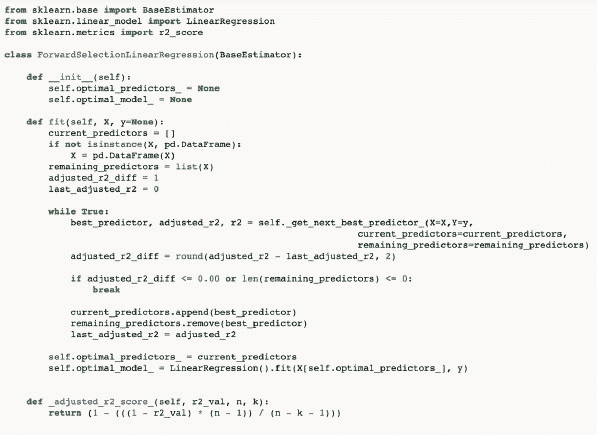 from sklearn.base import BaseEstimator
from sklearn.linear_model import LinearRegression
from sklearn.metrics import r2_score
class ForwardSelectionLinearRegression(BaseEstimator):
def __init__(self):
self.optimal_predictors_ = None
self.optimal_model_ = None
def fit(self, X, y=None):
current_predictors = []
if not isinstance(X, pd.DataFrame):
X = pd.DataFrame(X)
remaining_predictors = list(X)
adjusted_r2_diff = 1
last_adjusted_r2 = 0
while True:
best_predictor, adjusted_r2, r2 = self._get_next_best_predictor_(X=X,Y=y,
current_predictors=current_predictors,
remaining_predictors=remaining_predictors)
adjusted_r2_diff = round(adjusted_r2 - last_adjusted_r2, 2)
if adjusted_r2_diff <= 0.00 or len(remaining_predictors) <= 0:
break
current_predictors.append(best_predictor)
remaining_predictors.remove(best_predictor)
last_adjusted_r2 = adjusted_r2
self.optimal_predictors_ = current_predictors
self.optimal_model_ = LinearRegression().fit(X[self.optimal_predictors_], y)
def _adjusted_r2_score_(self, r2_val, n, k):
return (1 - (((1 - r2_val) * (n - 1)) / (n - k - 1)))